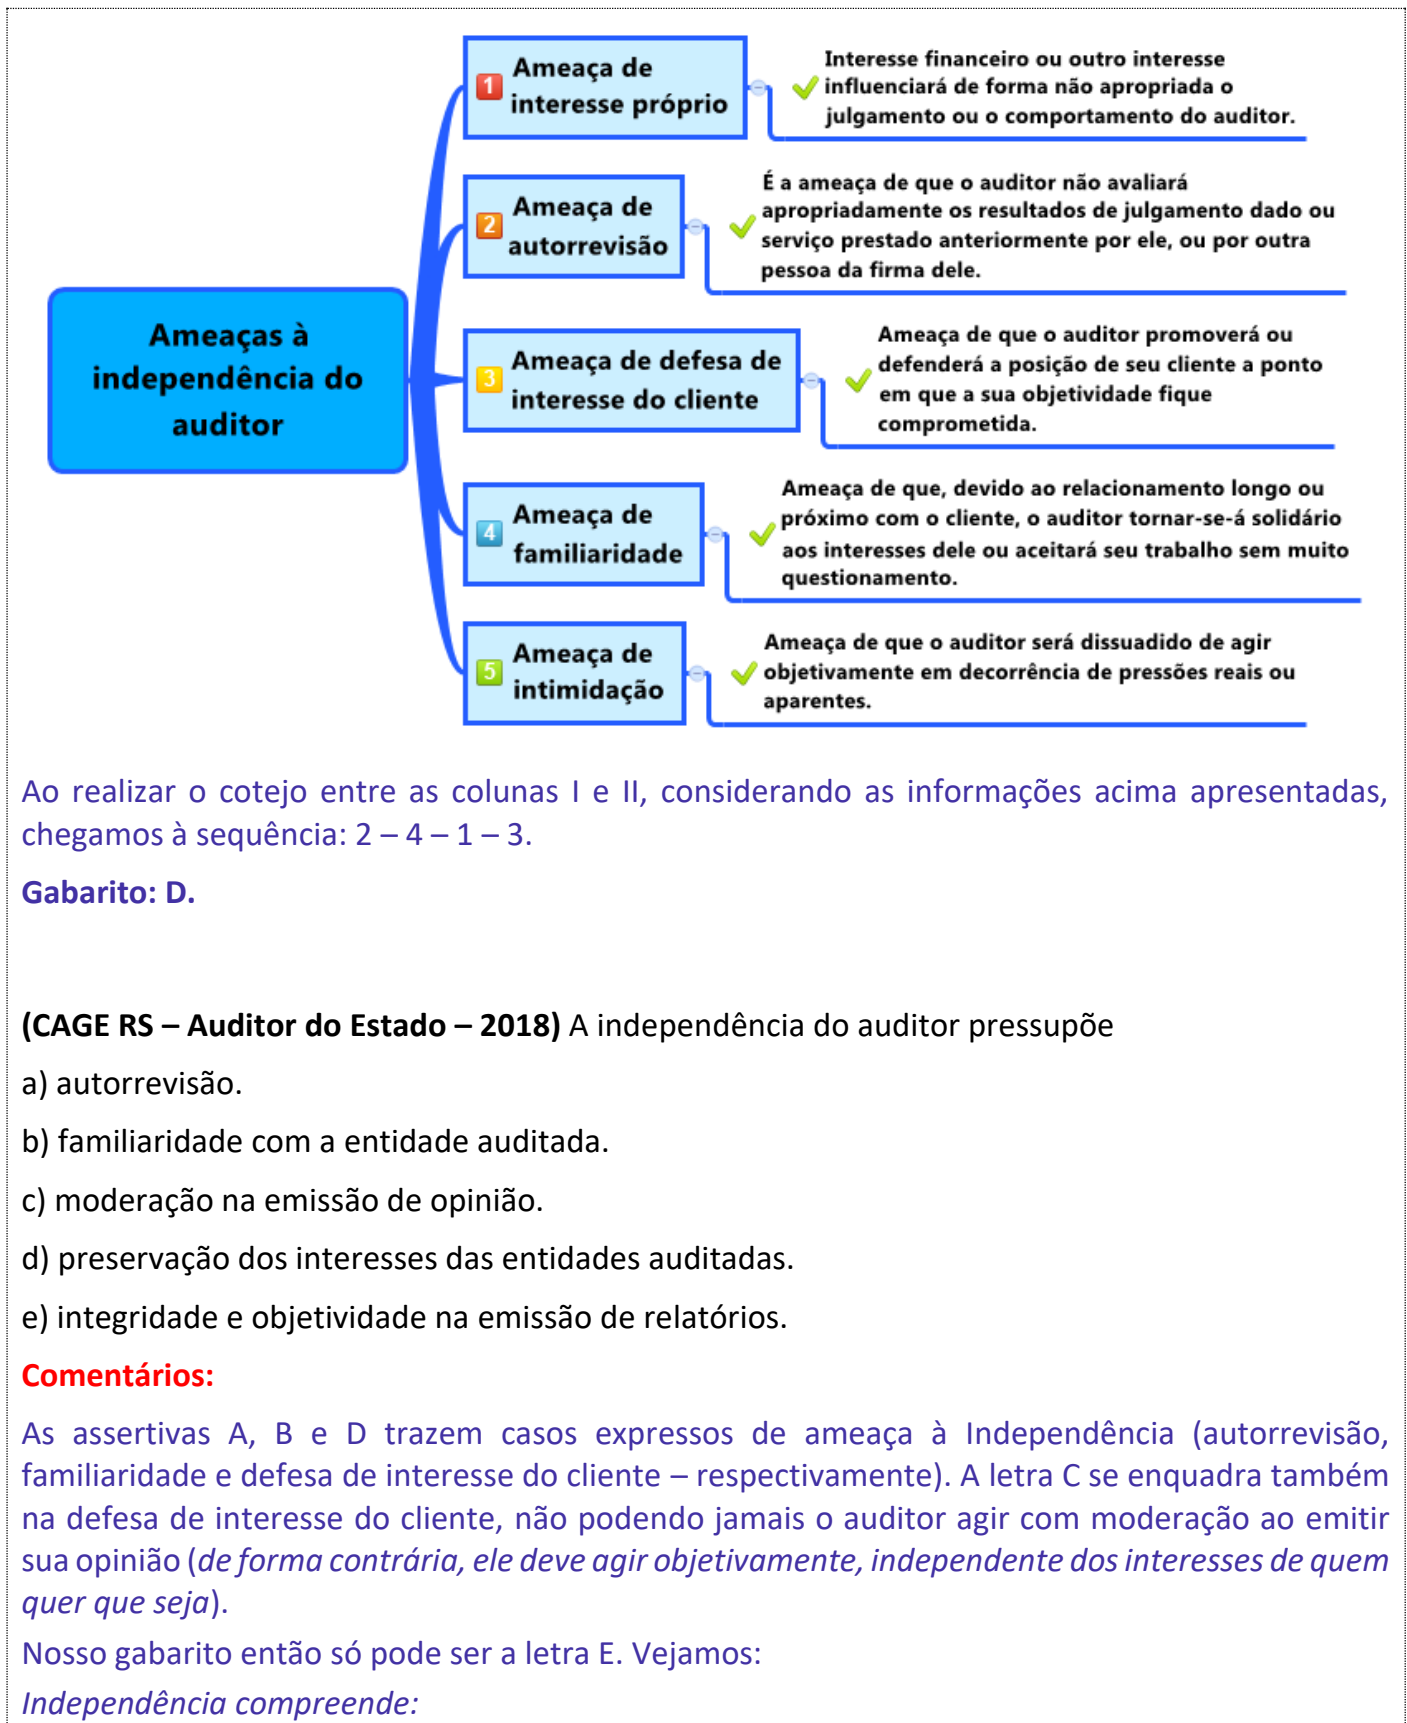 Ameaças à
independência do
auditor
1
Ameaça de
interesse próprio
Interesse financeiro ou outro interesse
influenciará de forma não apropriada o
julgamento ou o comportamento do auditor.
2
Ameaça de
autorrevisão
É a ameaça de que o auditor não avaliará
apropriadamente os resultados de julgamento dado ou
serviço prestado anteriormente por ele, ou por outra
pessoa da firma dele.
3
Ameaça de defesa de
interesse do cliente
Ameaça de que o auditor promoverá ou
defenderá a posição de seu cliente a ponto
em que a sua objetividade fique
comprometida.
4
Ameaça de
familiaridade
Ameaça de que, devido ao relacionamento longo ou
próximo com o cliente, o auditor tornar-se-á solidário
aos interesses dele ou aceitará seu trabalho sem muito
questionamento.
5
Ameaça de
intimidação
Ameaça de que o auditor será dissuadido de agir
objetivamente em decorrência de pressões reais ou
aparentes.
Ao realizar o cotejo entre as colunas I e II, considerando as informações acima apresentadas,
chegamos à sequência: 2 – 4 – 1 – 3.
Gabarito: D.
(CAGE RS – Auditor do Estado – 2018) A independência do auditor pressupõe
a) autorrevisão.
b) familiaridade com a entidade auditada.
c) moderação na emissão de opinião.
d) preservação dos interesses das entidades auditadas.
e) integridade e objetividade na emissão de relatórios.
Comentários:
As assertivas A, B e D trazem casos expressos de ameaça à Independência (autorrevisão,
familiaridade e defesa de interesse do cliente – respectivamente). A letra C se enquadra também
na defesa de interesse do cliente, não podendo jamais o auditor agir com moderação ao emitir
sua opinião (de forma contrária, ele deve agir objetivamente, independente dos interesses de quem
quer que seja).
Nosso gabarito então só pode ser a letra E. Vejamos:
Independência compreende: